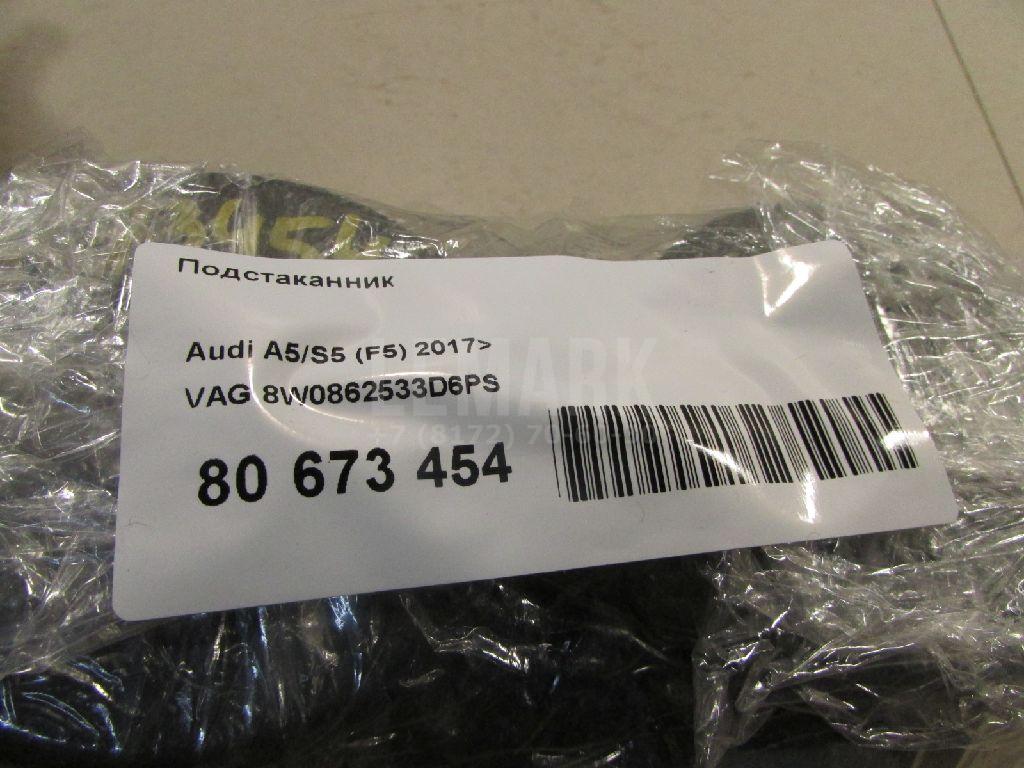 Подстаканник
Audi A5/S5 (F5) 2017>
VAG 8W0862533D6PS
80 673 454